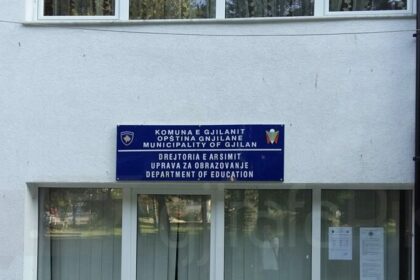 KOMUNA E GJILANIT
OPŠTINA GNJILANE
MUNICIPALITY OF GJILAN
DREJTORIA E ARSIMIT
UPRAVA ZA OBRAZOVANJE
DEPARTMENT OF EDUCATION